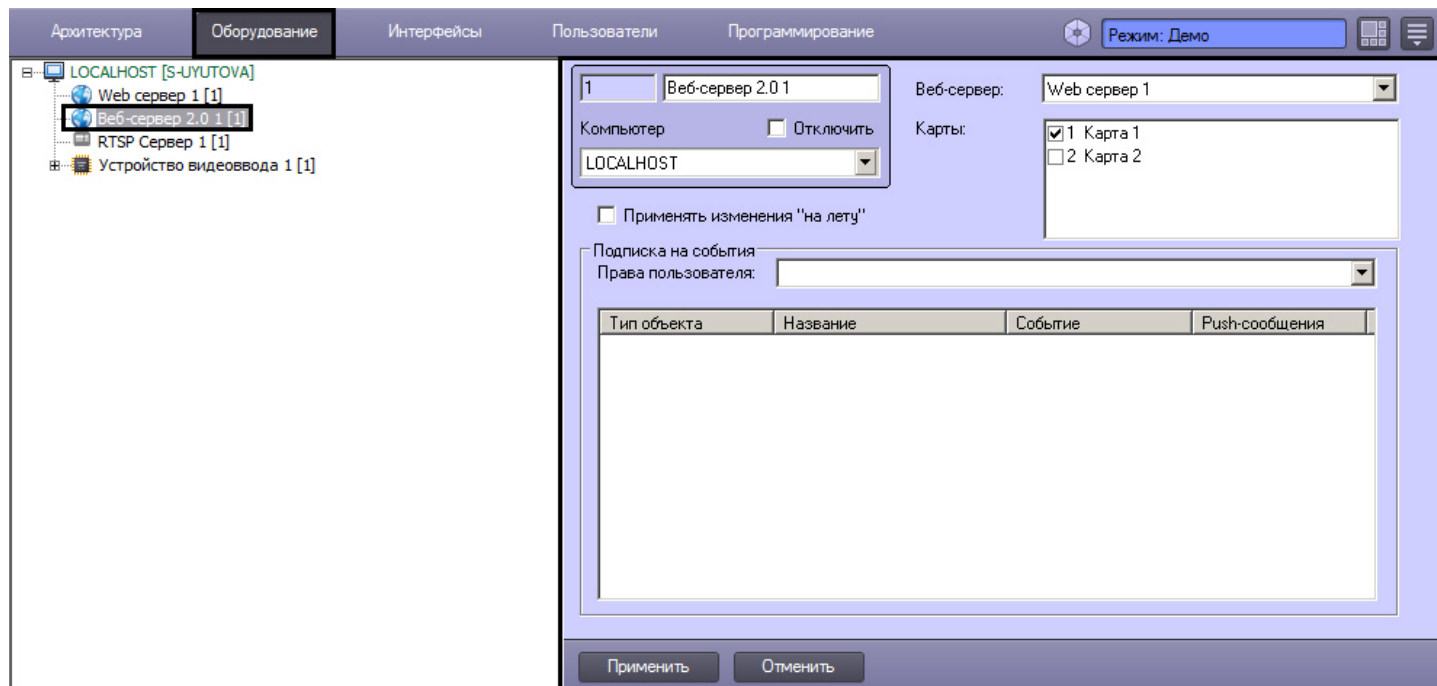 Архитектура Оборудование Интерфейсы Пользователи Программирование Режим: Демо
LOCALHOST [S-UYUTOVA]
Web сервер 1 [1]
Веб-сервер 2.0 1 [1]
RTSP Сервер 1 [1]
Устройство видеоввода 1 [1]
1 Веб-сервер 2.0 1 Веб-сервер: Web сервер 1
Компьютер Отключить Карты: 1 Карта 1
LOCALHOST 2 Карта 2
Применять изменения "на лету"
Подписка на события
Права пользователя:
Тип объекта Название Событие Push-сообщения
Применить Отменить